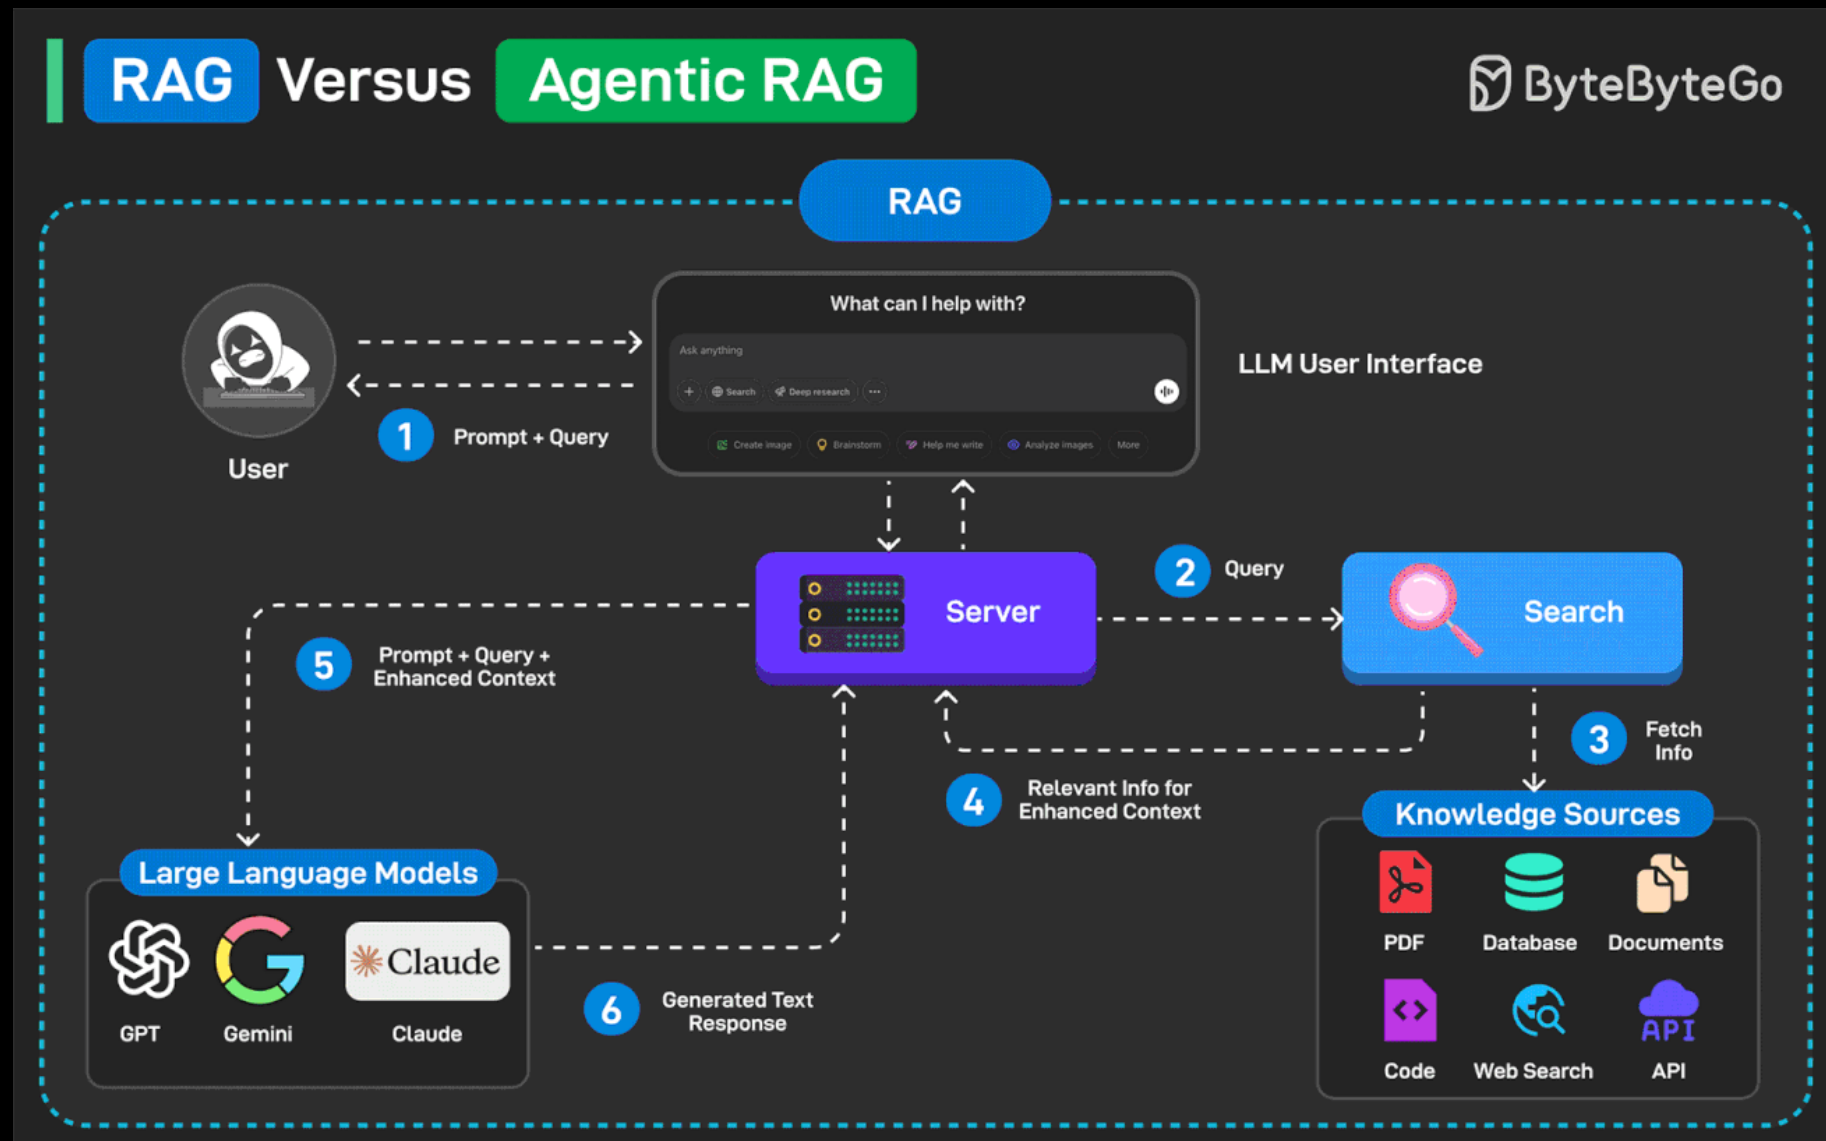 RAG Versus Agentic RAG
ByteByteGo
RAG
What can I help with?
Ask anything
Search
Deep research
Create image
Brainstorm
Help me write
Analyze images
More
LLM User Interface
User
1
Prompt + Query
Server
2
Query
Search
3
Fetch
Info
4
Relevant Info for
Enhanced Context
5
Prompt + Query +
Enhanced Context
Knowledge Sources
PDF
Database
Documents
Code
Web Search
API
API
Large Language Models
GPT
Gemini
Claude
Claude
6
Generated Text
Response